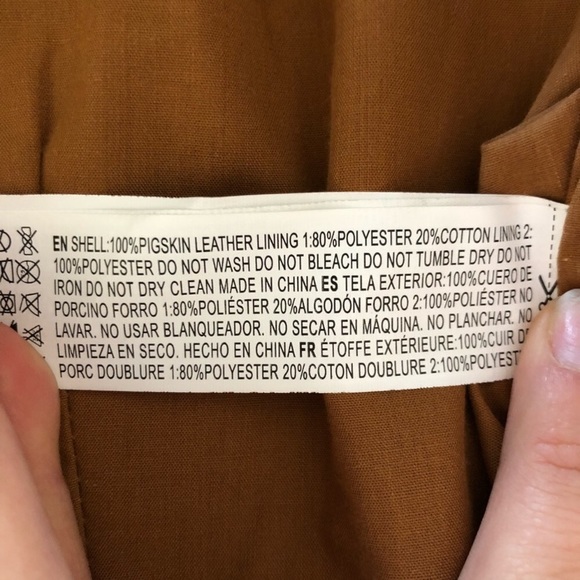 EN SHELL:100%PIGSKIN LEATHER LINING 1:80%POLYESTER 20%COTTON LINING 2:
100%POLYESTER DO NOT WASH DO NOT BLEACH DO NOT TUMBLE DRY DO NOT
IRON DO NOT DRY CLEAN MADE IN CHINA ES TELA EXTERIOR:100%CUERO DE
PORCINO FORRO 1:80%POLIÉSTER 20%ALGODÓN FORRO 2:100%POLIÉSTER NO
LAVAR. NO USAR BLANQUEADOR. NO SECAR EN MÁQUINA. NO PLANCHAR. NO
LIMPIEZA EN SECO. HECHO EN CHINA FR ÉTOFFE EXTÉRIEURE:100%CUIR DE
PORC DOUBLURE 1:80%POLYESTER 20%COTON DOUBLURE 2:100%POLYEST